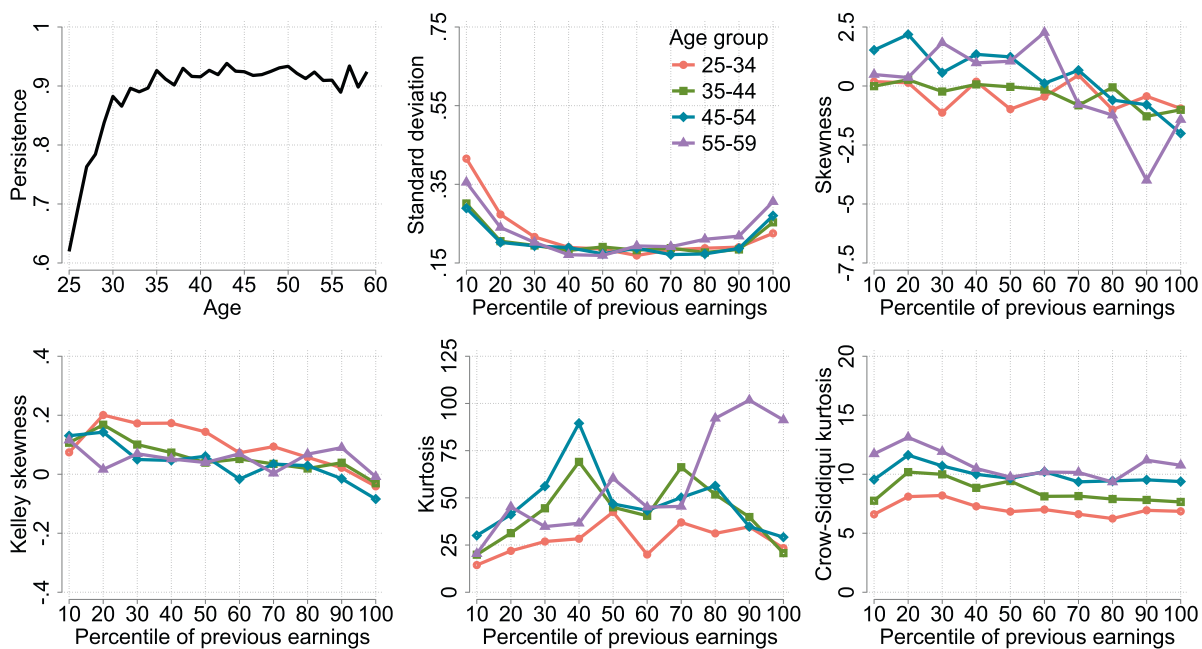 Persistence
1
.9
.8
.7
.6
25 30 35 40 45 50 55 60
Age
Standard deviation
.75
.55
.35
.15
Age group
25-34
35-44
45-54
55-59
10 20 30 40 50 60 70 80 90 100
Percentile of previous earnings
Skewness
2.5
0
-2.5
-5
-7.5
10 20 30 40 50 60 70 80 90 100
Percentile of previous earnings
Kelley skewness
.4
.2
0
-.2
-.4
10 20 30 40 50 60 70 80 90 100
Percentile of previous earnings
Kurtosis
125
100
75
50
25
0
10 20 30 40 50 60 70 80 90 100
Percentile of previous earnings
Crow-Siddiqui kurtosis
20
15
10
5
0
10 20 30 40 50 60 70 80 90 100
Percentile of previous earnings